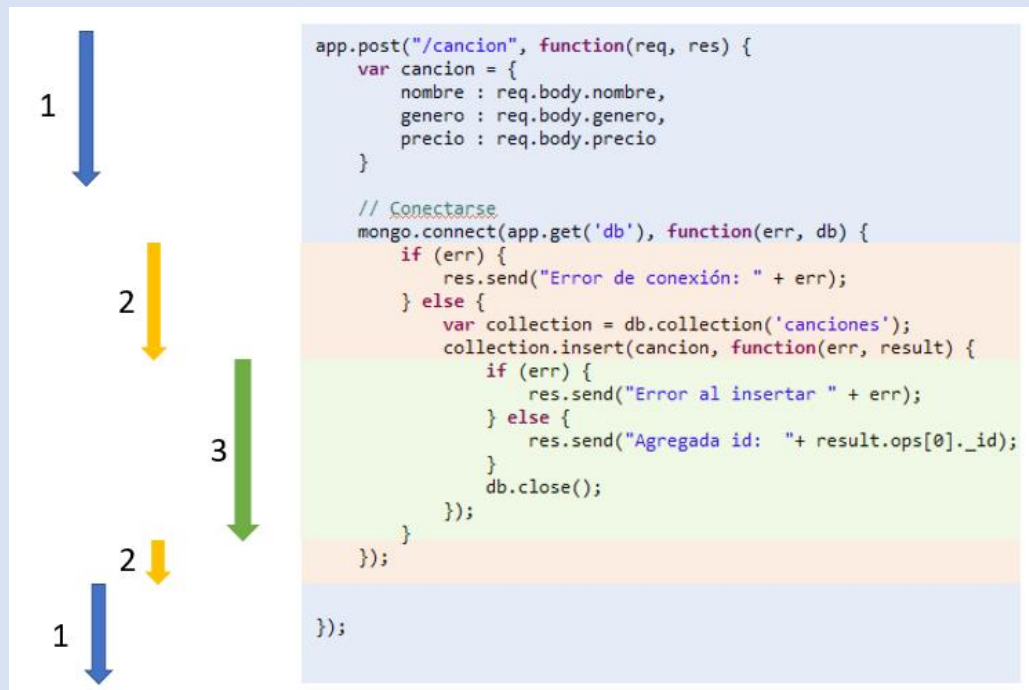 1
2
3
2
1
app.post("/cancion", function(req, res) {
    var cancion = {
        nombre : req.body.nombre,
        genero : req.body.genero,
        precio : req.body.precio
    }
    // Conectarse
    mongo.connect(app.get('db'), function(err, db) {
        if (err) {
            res.send("Error de conexión: " + err);
        } else {
            var collection = db.collection('canciones');
            collection.insert(cancion, function(err, result) {
                if (err) {
                    res.send("Error al insertar " + err);
                } else {
                    res.send("Agregada id:  "+ result.ops[0]._id);
                }
                db.close();
            });
        }
    });
});